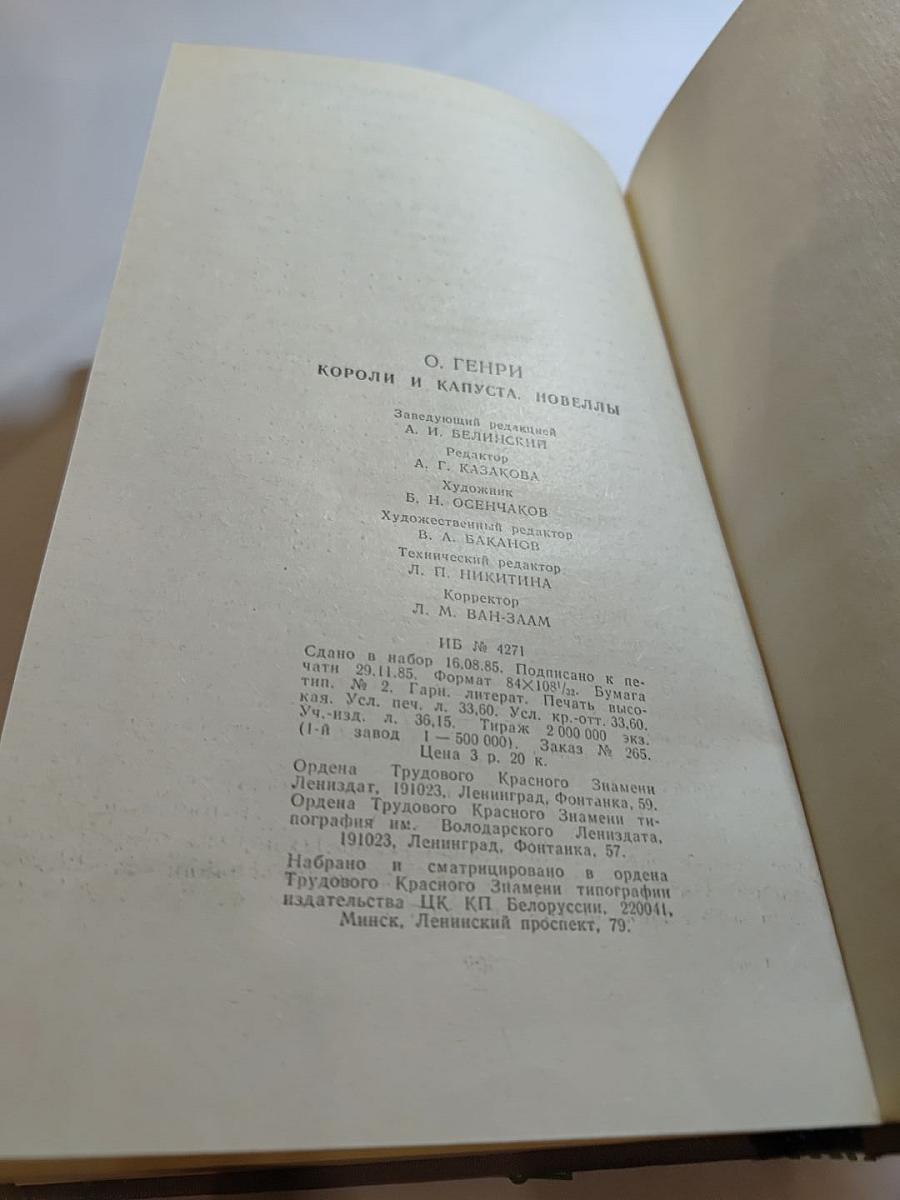 О. ГЕНРИ
КОРОЛИ И КАПУСТА. НОВЕЛЛЫ
Заведующий редакцией
А. И. БЕЛИНСКИЙ
Редактор
А. Г. КАЗАКОВА
Художник
Б. Н. ОСЕНЧАКОВ
Художественный редактор
В. А. БАКАНОВ
Технический редактор
Л. П. НИКИТИНА
Корректор
Л. М. ВАН-ЗААМ
ИБ № 4271
Сдано в набор 16.08.85. Подписано к пе-
чати 29.11.85. Формат 84×108¹/₃₂. Бумага
тип. № 2. Гарн. литерат. Печать высо-
кая. Усл. печ. л. 33,60. Усл. кр.-отт. 33,60.
Уч.-изд. л. 36,15. Тираж 2 000 000 экз.
(1-й завод 1 — 500 000). Заказ № 265.
Цена 3 р. 20 к.
Ордена Трудового Красного Знамени
Лениздат, 191023, Ленинград, Фонтанка, 59.
Ордена Трудового Красного Знамени ти-
пография им. Володарского Лениздата,
191023, Ленинград, Фонтанка, 57.
Набрано и сматрицировано в ордена
Трудового Красного Знамени типографии
издательства ЦК КП Белоруссии, 220041,
Минск, Ленинский проспект, 79.